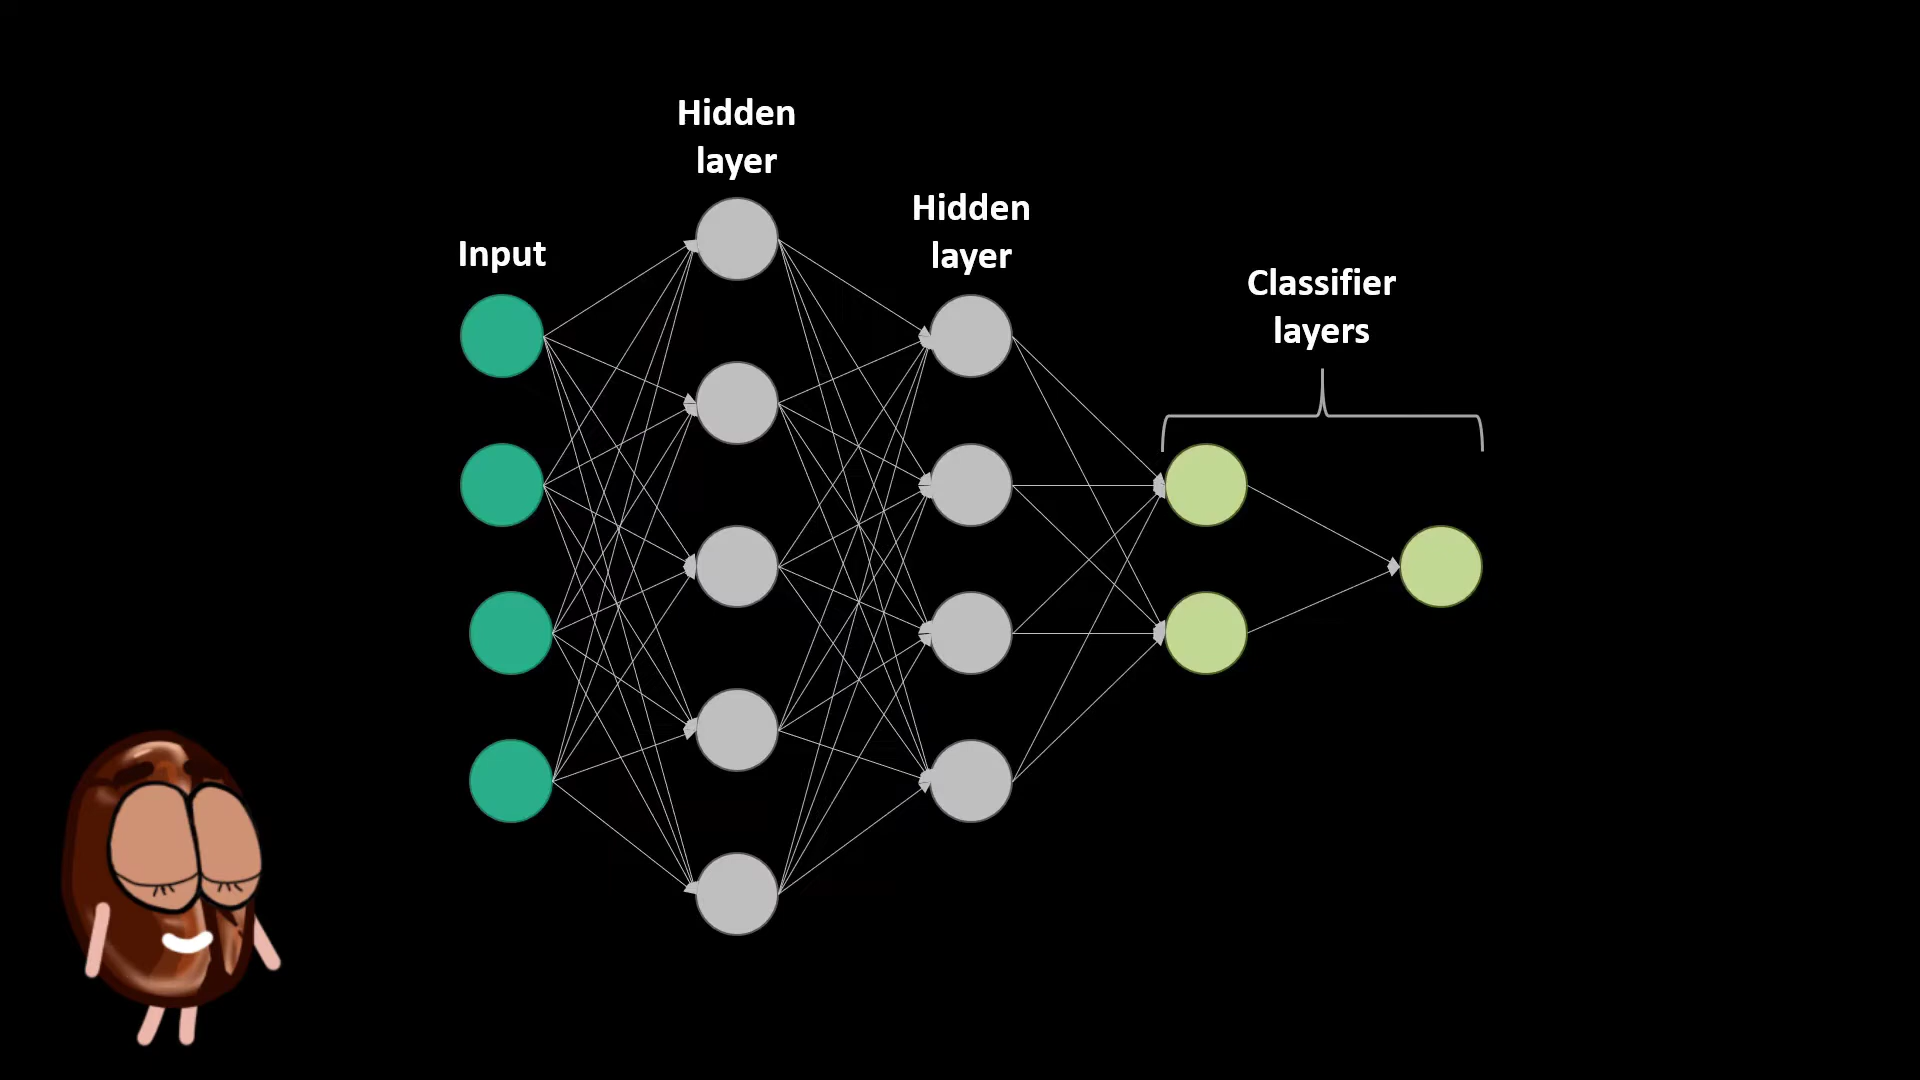 Input
Hidden
layer
Hidden
layer
Classifier
layers